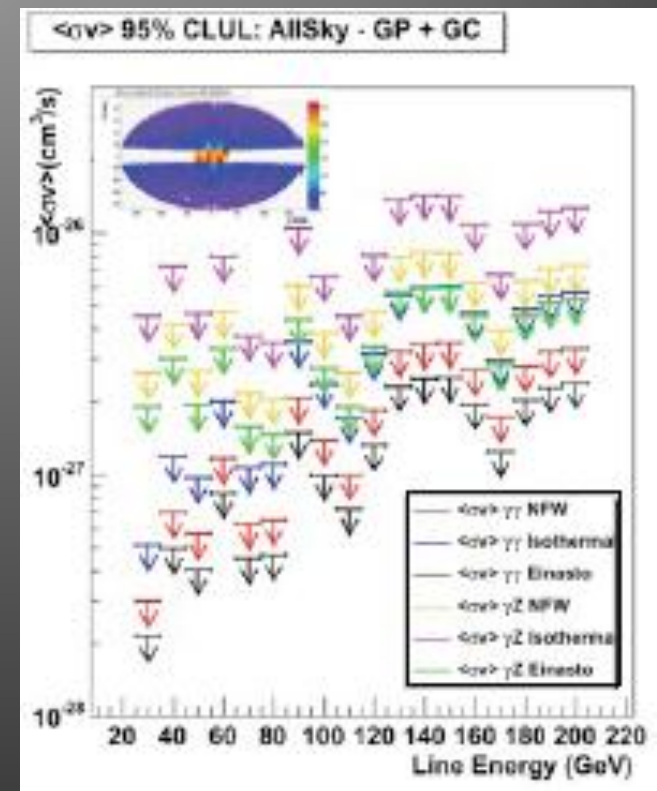 <σv> 95% CLUL: AllSky - GP + GC
<σv>(cm³/s)
10⁻²⁶
10⁻²⁷
10⁻²⁸
<σv> γγ NFW
<σv> γγ Isotherma
<σv> γγ Einasto
<σv> γZ NFW
<σv> γZ Isotherma
<σv> γZ Einasto
20 40 60 80 100 120 140 160 180 200 220
Line Energy (GeV)